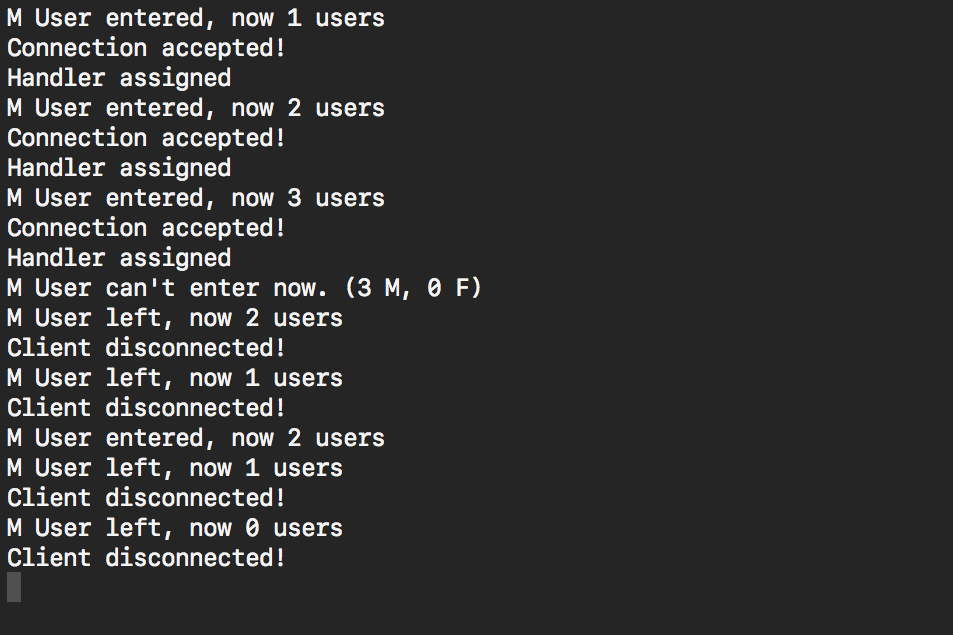 M User entered, now 1 users
Connection accepted!
Handler assigned
M User entered, now 2 users
Connection accepted!
Handler assigned
M User entered, now 3 users
Connection accepted!
Handler assigned
M User can't enter now. (3 M, 0 F)
M User left, now 2 users
Client disconnected!
M User left, now 1 users
Client disconnected!
M User entered, now 2 users
M User left, now 1 users
Client disconnected!
M User left, now 0 users
Client disconnected!